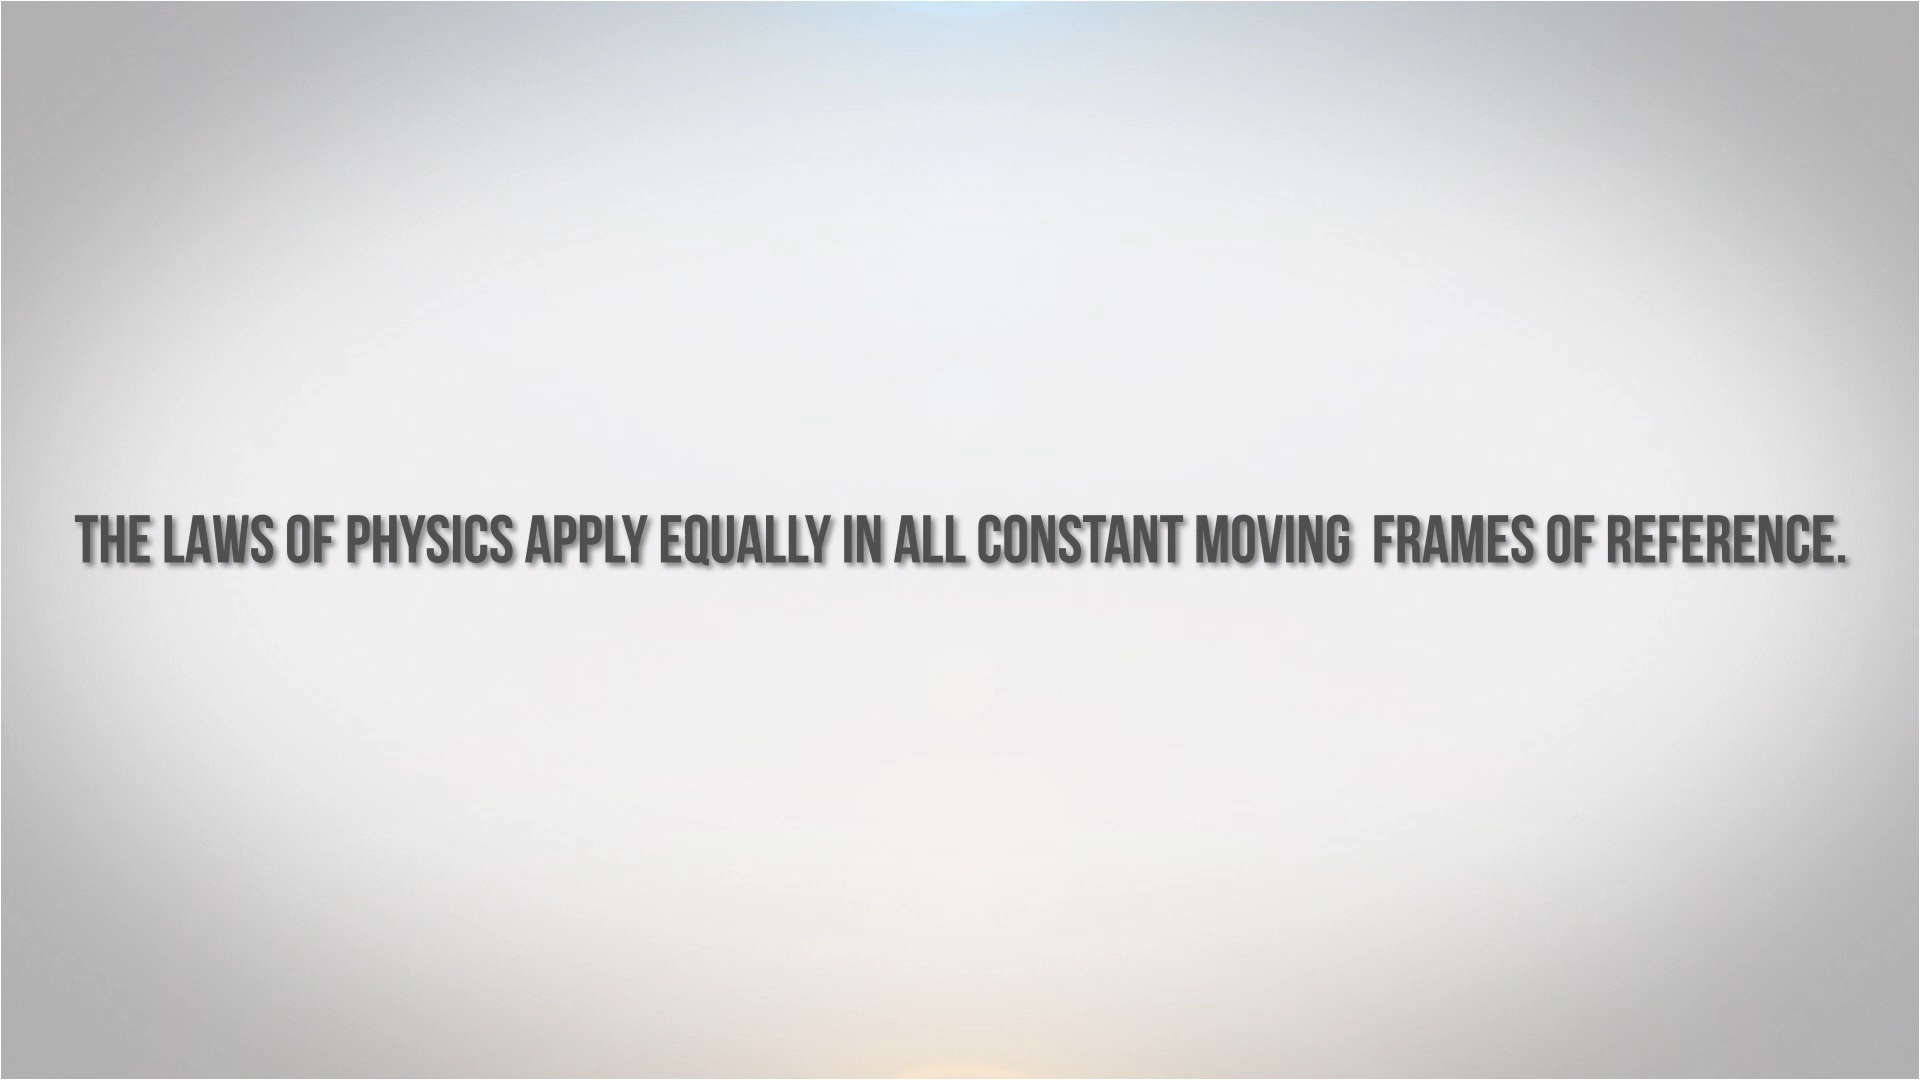 THE LAWS OF PHYSICS APPLY EQUALLY IN ALL CONSTANT MOVING  FRAMES OF REFERENCE.